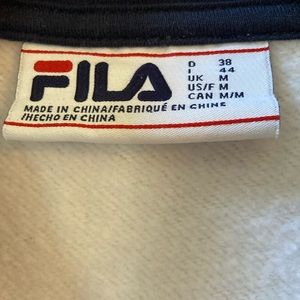 FILA
D 38
I 44
UK M
US/F M
CAN M/M
MADE IN CHINA/FABRIQUÉ EN CHINE
/HECHO EN CHINA